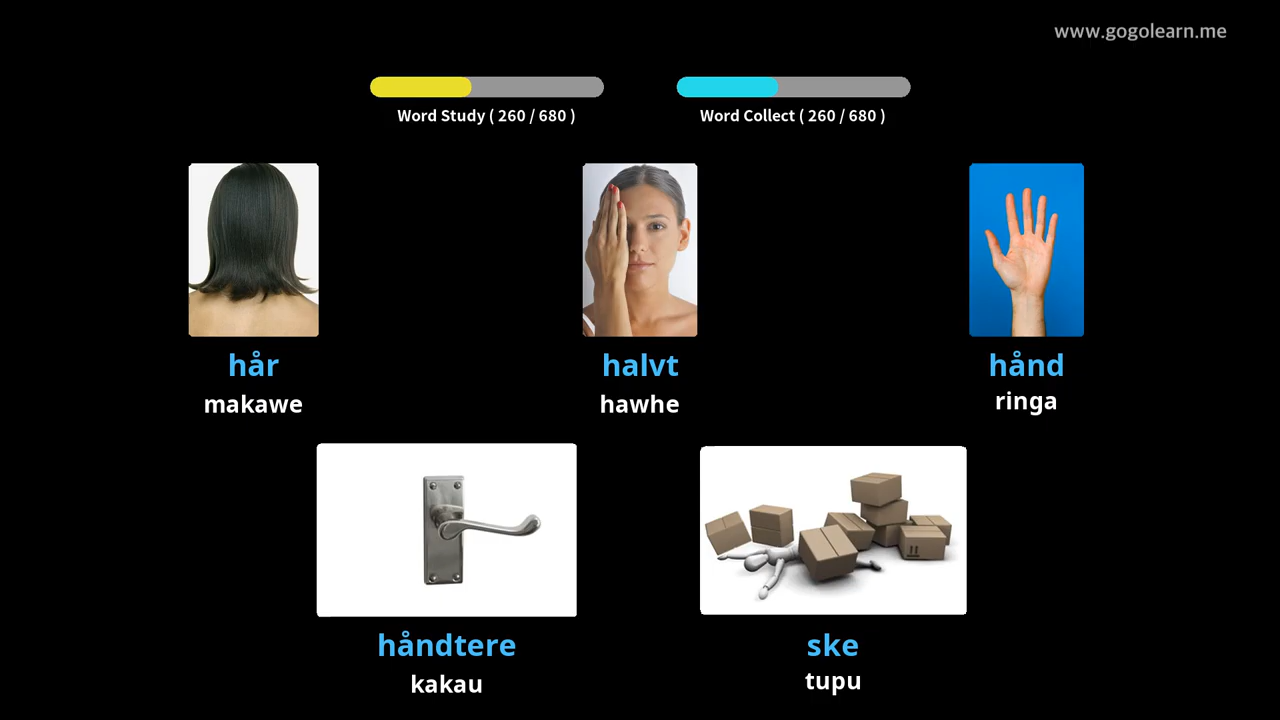 www.gogolearn.me
Word Study ( 260 / 680 )
Word Collect ( 260 / 680 )
hår
makawe
halvt
hawhe
hånd
ringa
håndtere
kakau
ske
tupu